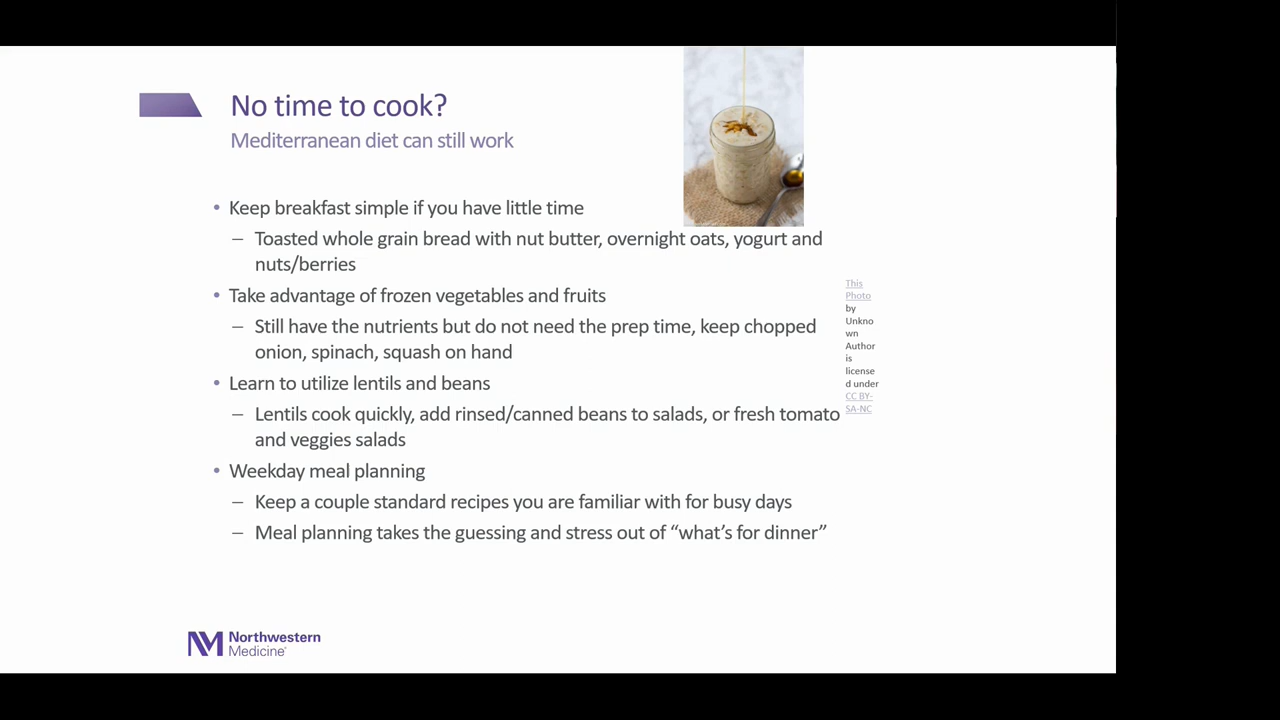 No time to cook?
Mediterranean diet can still work
• Keep breakfast simple if you have little time
– Toasted whole grain bread with nut butter, overnight oats, yogurt and
nuts/berries
• Take advantage of frozen vegetables and fruits
– Still have the nutrients but do not need the prep time, keep chopped
onion, spinach, squash on hand
• Learn to utilize lentils and beans
– Lentils cook quickly, add rinsed/canned beans to salads, or fresh tomato
and veggies salads
• Weekday meal planning
– Keep a couple standard recipes you are familiar with for busy days
– Meal planning takes the guessing and stress out of “what’s for dinner”
This
Photo
by
Unkno
wn
Author
is
license
d under
CC BY-
SA-NC
Northwestern
Medicine